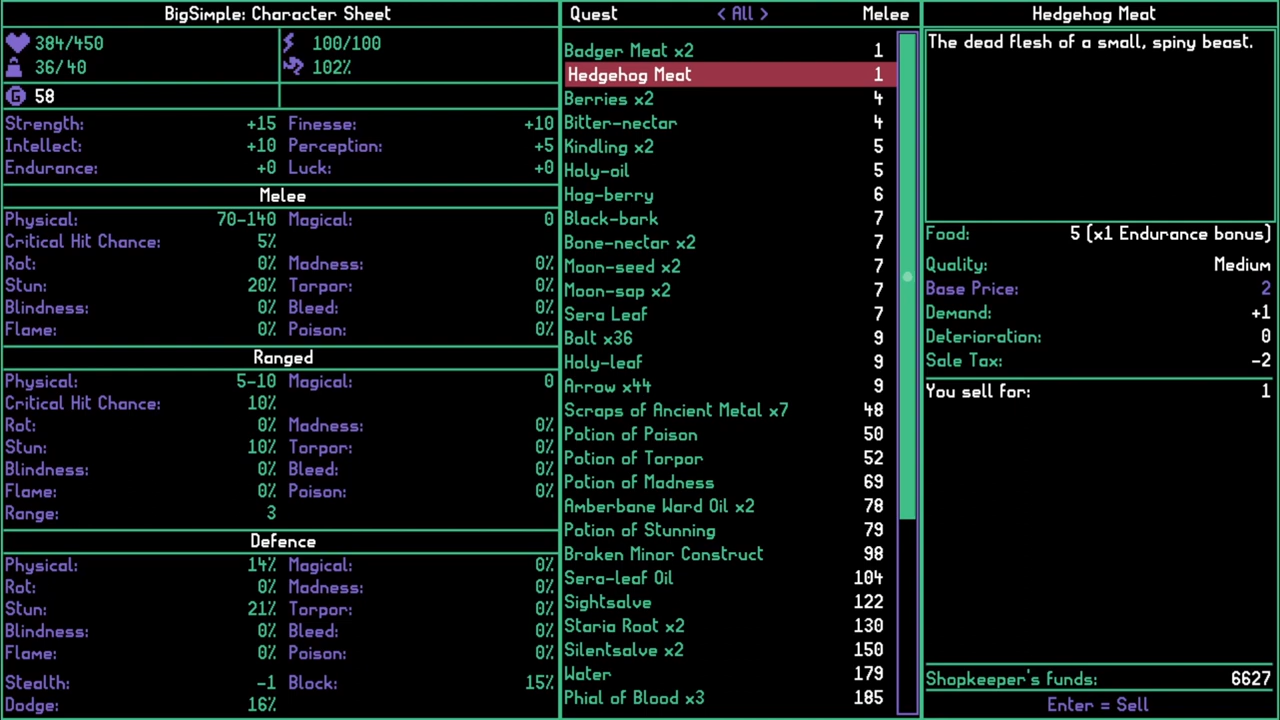 BigSimple: Character Sheet
384/450 100/100
36/40 102%
G 58
Strength: +15 Finesse: +10
Intellect: +10 Perception: +5
Endurance: +0 Luck: +0
Melee
Physical: 70-140 Magical: 0
Critical Hit Chance: 5%
Rot: 0% Madness: 0%
Stun: 20% Torpor: 0%
Blindness: 0% Bleed: 0%
Flame: 0% Poison: 0%
Ranged
Physical: 5-10 Magical: 0
Critical Hit Chance: 10%
Rot: 0% Madness: 0%
Stun: 10% Torpor: 0%
Blindness: 0% Bleed: 0%
Flame: 0% Poison: 0%
Range: 3
Defence
Physical: 14% Magical: 0%
Rot: 0% Madness: 0%
Stun: 21% Torpor: 0%
Blindness: 0% Bleed: 0%
Flame: 0% Poison: 0%
Stealth: -1 Block: 15%
Dodge: 16%
Quest < All > Melee
Badger Meat x2 1
Hedgehog Meat 1
Berries x2 4
Bitter-nectar 4
Kindling x2 5
Holy-oil 5
Hog-berry 6
Black-bark 7
Bone-nectar x2 7
Moon-seed x2 7
Moon-sap x2 7
Sera Leaf 7
Bolt x36 9
Holy-leaf 9
Arrow x44 9
Scraps of Ancient Metal x7 48
Potion of Poison 50
Potion of Torpor 52
Potion of Madness 69
Amberbane Ward Oil x2 78
Potion of Stunning 79
Broken Minor Construct 98
Sera-leaf Oil 104
Sightsalve 122
Staria Root x2 130
Silentsalve x2 150
Water 179
Phial of Blood x3 185
Hedgehog Meat
The dead flesh of a small, spiny beast.
Food: 5 (x1 Endurance bonus)
Quality: Medium
Base Price: 2
Demand: +1
Deterioration: 0
Sale Tax: -2
You sell for: 1
Shopkeeper's funds: 6627
Enter = Sell